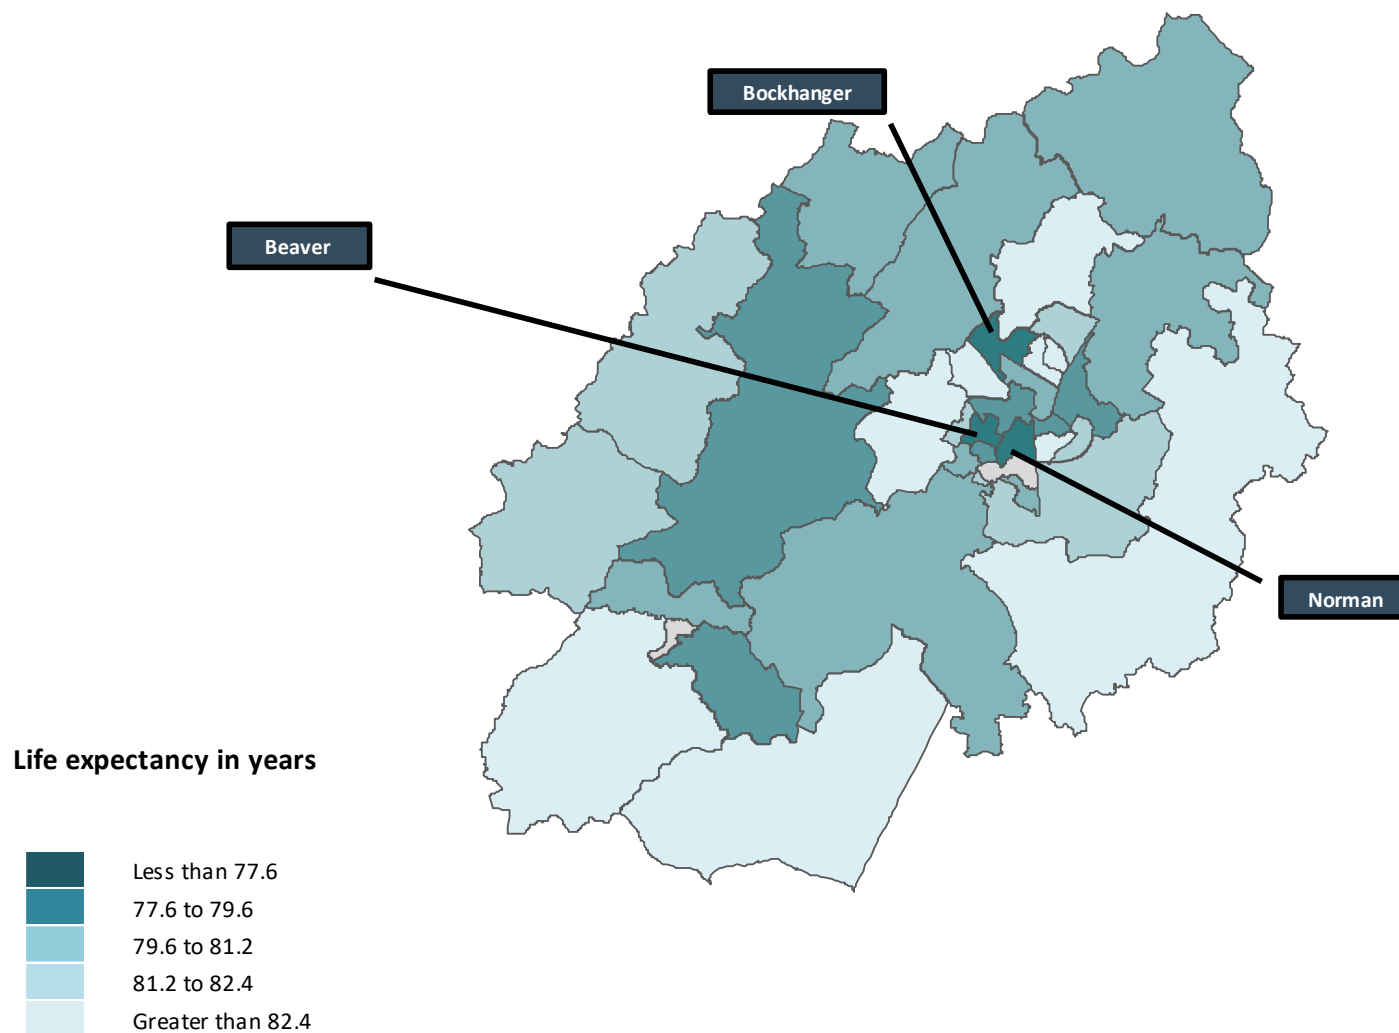 Bockhanger
Beaver
Norman
Life expectancy in years
Less than 77.6
77.6 to 79.6
79.6 to 81.2
81.2 to 82.4
Greater than 82.4